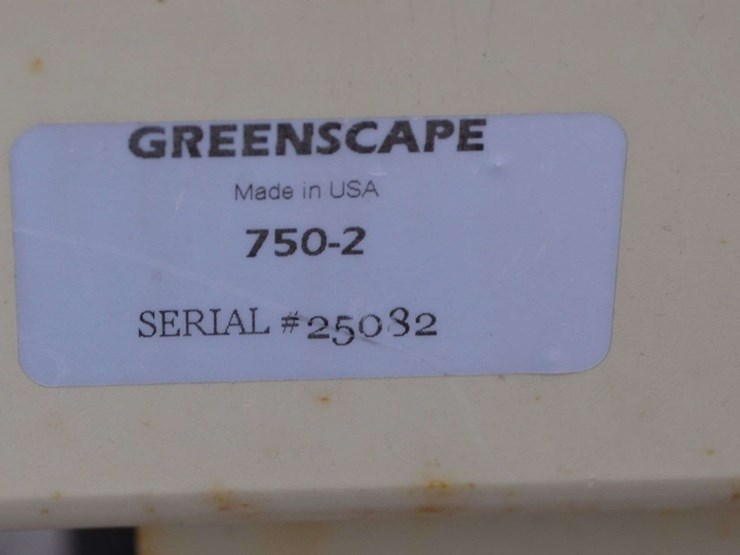 GREENSCAPE
Made in USA
750-2
SERIAL #25082